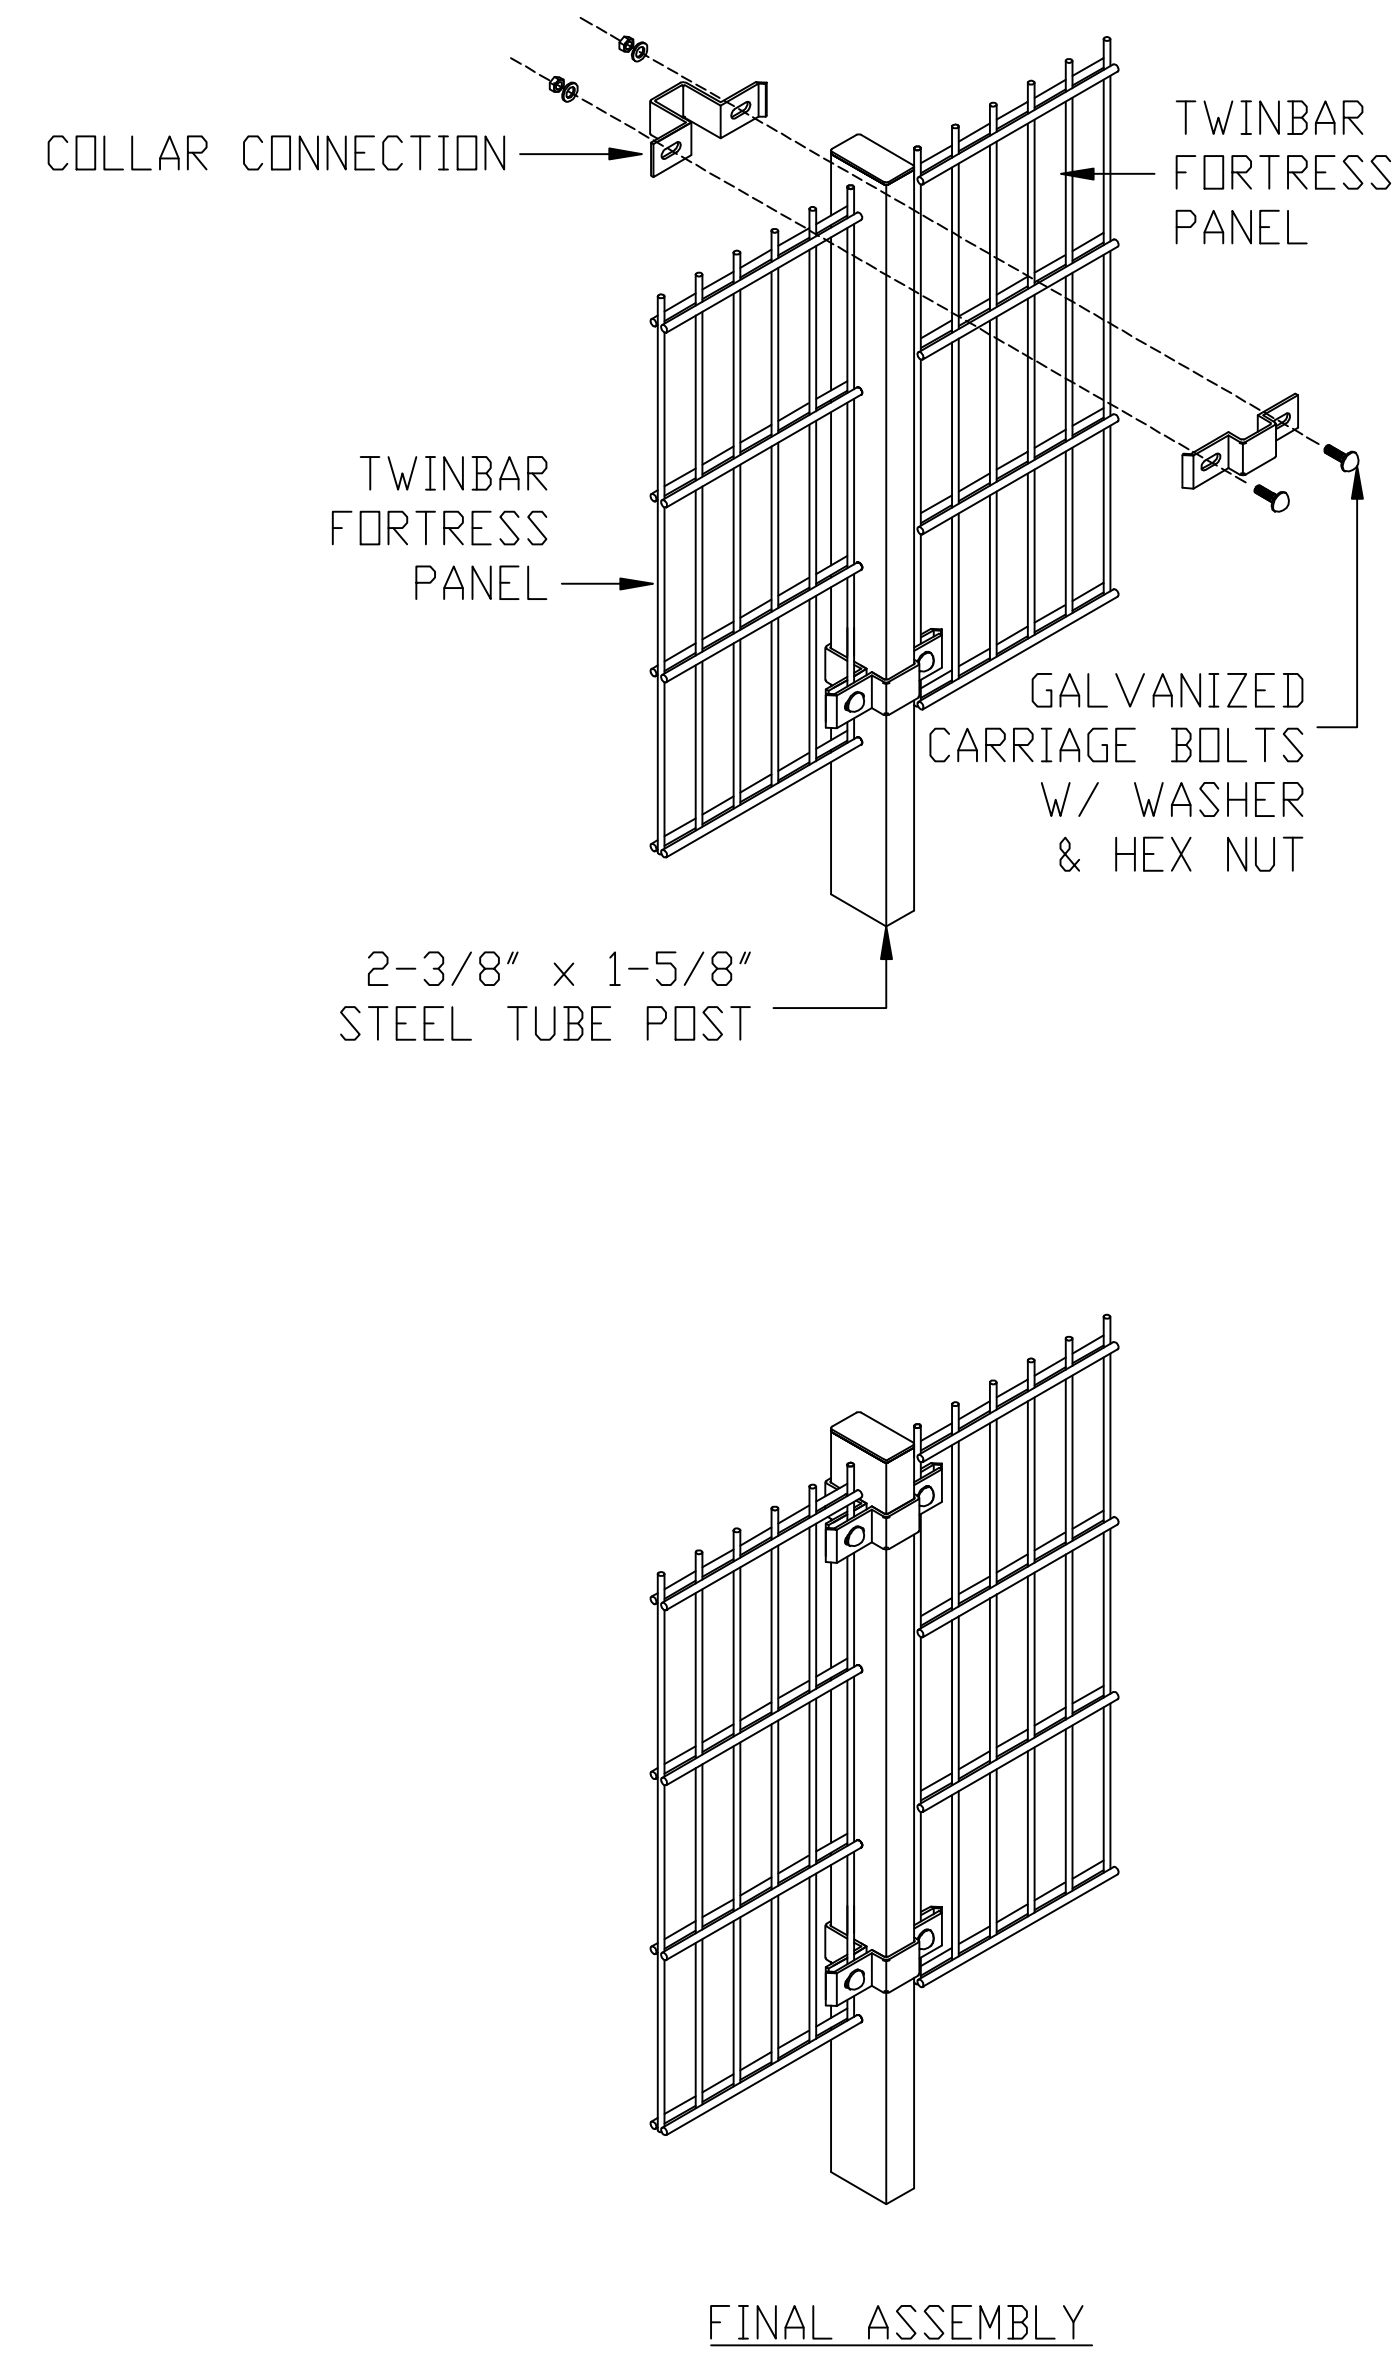 COLLAR CONNECTION
TWINBAR
FORTRESS
PANEL
TWINBAR
FORTRESS
PANEL
GALVANIZED
CARRIAGE BOLTS
W/ WASHER
& HEX NUT
2-3/8" x 1-5/8"
STEEL TUBE POST
FINAL ASSEMBLY